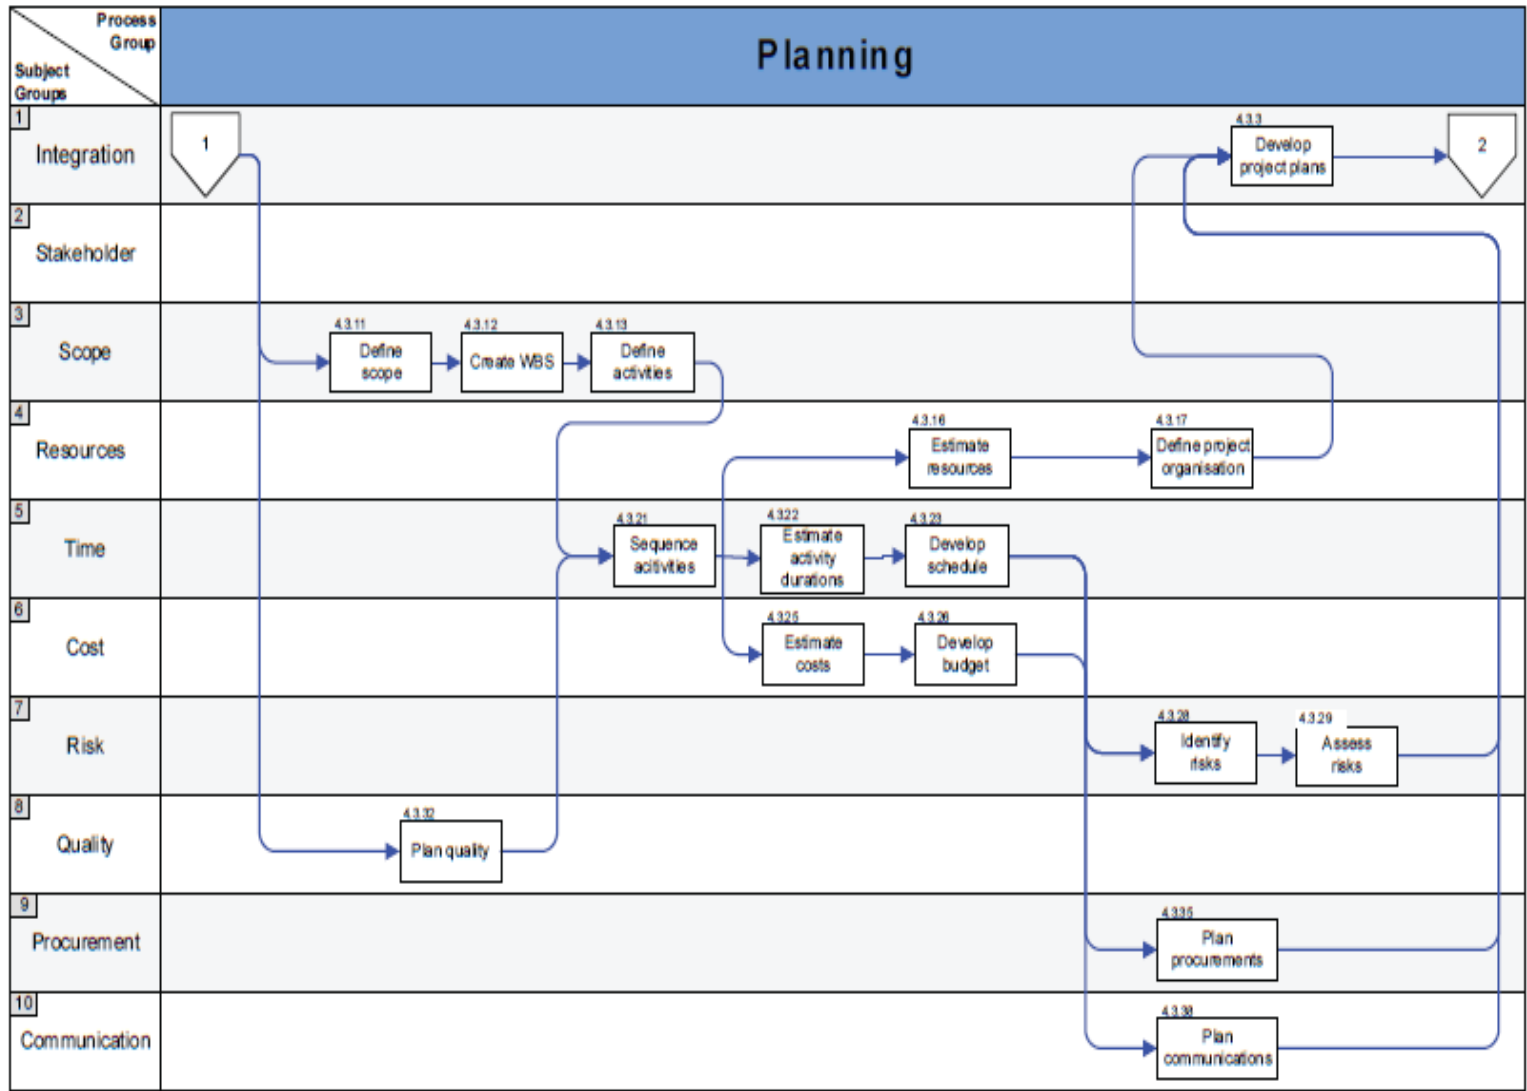 Process
Group
Subject
Groups
Planning
1
Integration
1
4.3.3
Develop
project plans
2
2
Stakeholder
3
Scope
4.3.11
Define
scope
4.3.12
Create WBS
4.3.13
Define
activities
4
Resources
4.3.16
Estimate
resources
4.3.17
Define project
organisation
5
Time
4.3.21
Sequence
acitivities
4.3.22
Estimate
activity
durations
4.3.23
Develop
schedule
6
Cost
4.3.25
Estimate
costs
4.3.26
Develop
budget
7
Risk
4.3.28
Identify
risks
4.3.29
Assess
risks
8
Quality
4.3.32
Plan quality
9
Procurement
4.3.35
Plan
procurements
10
Communication
4.3.38
Plan
communications